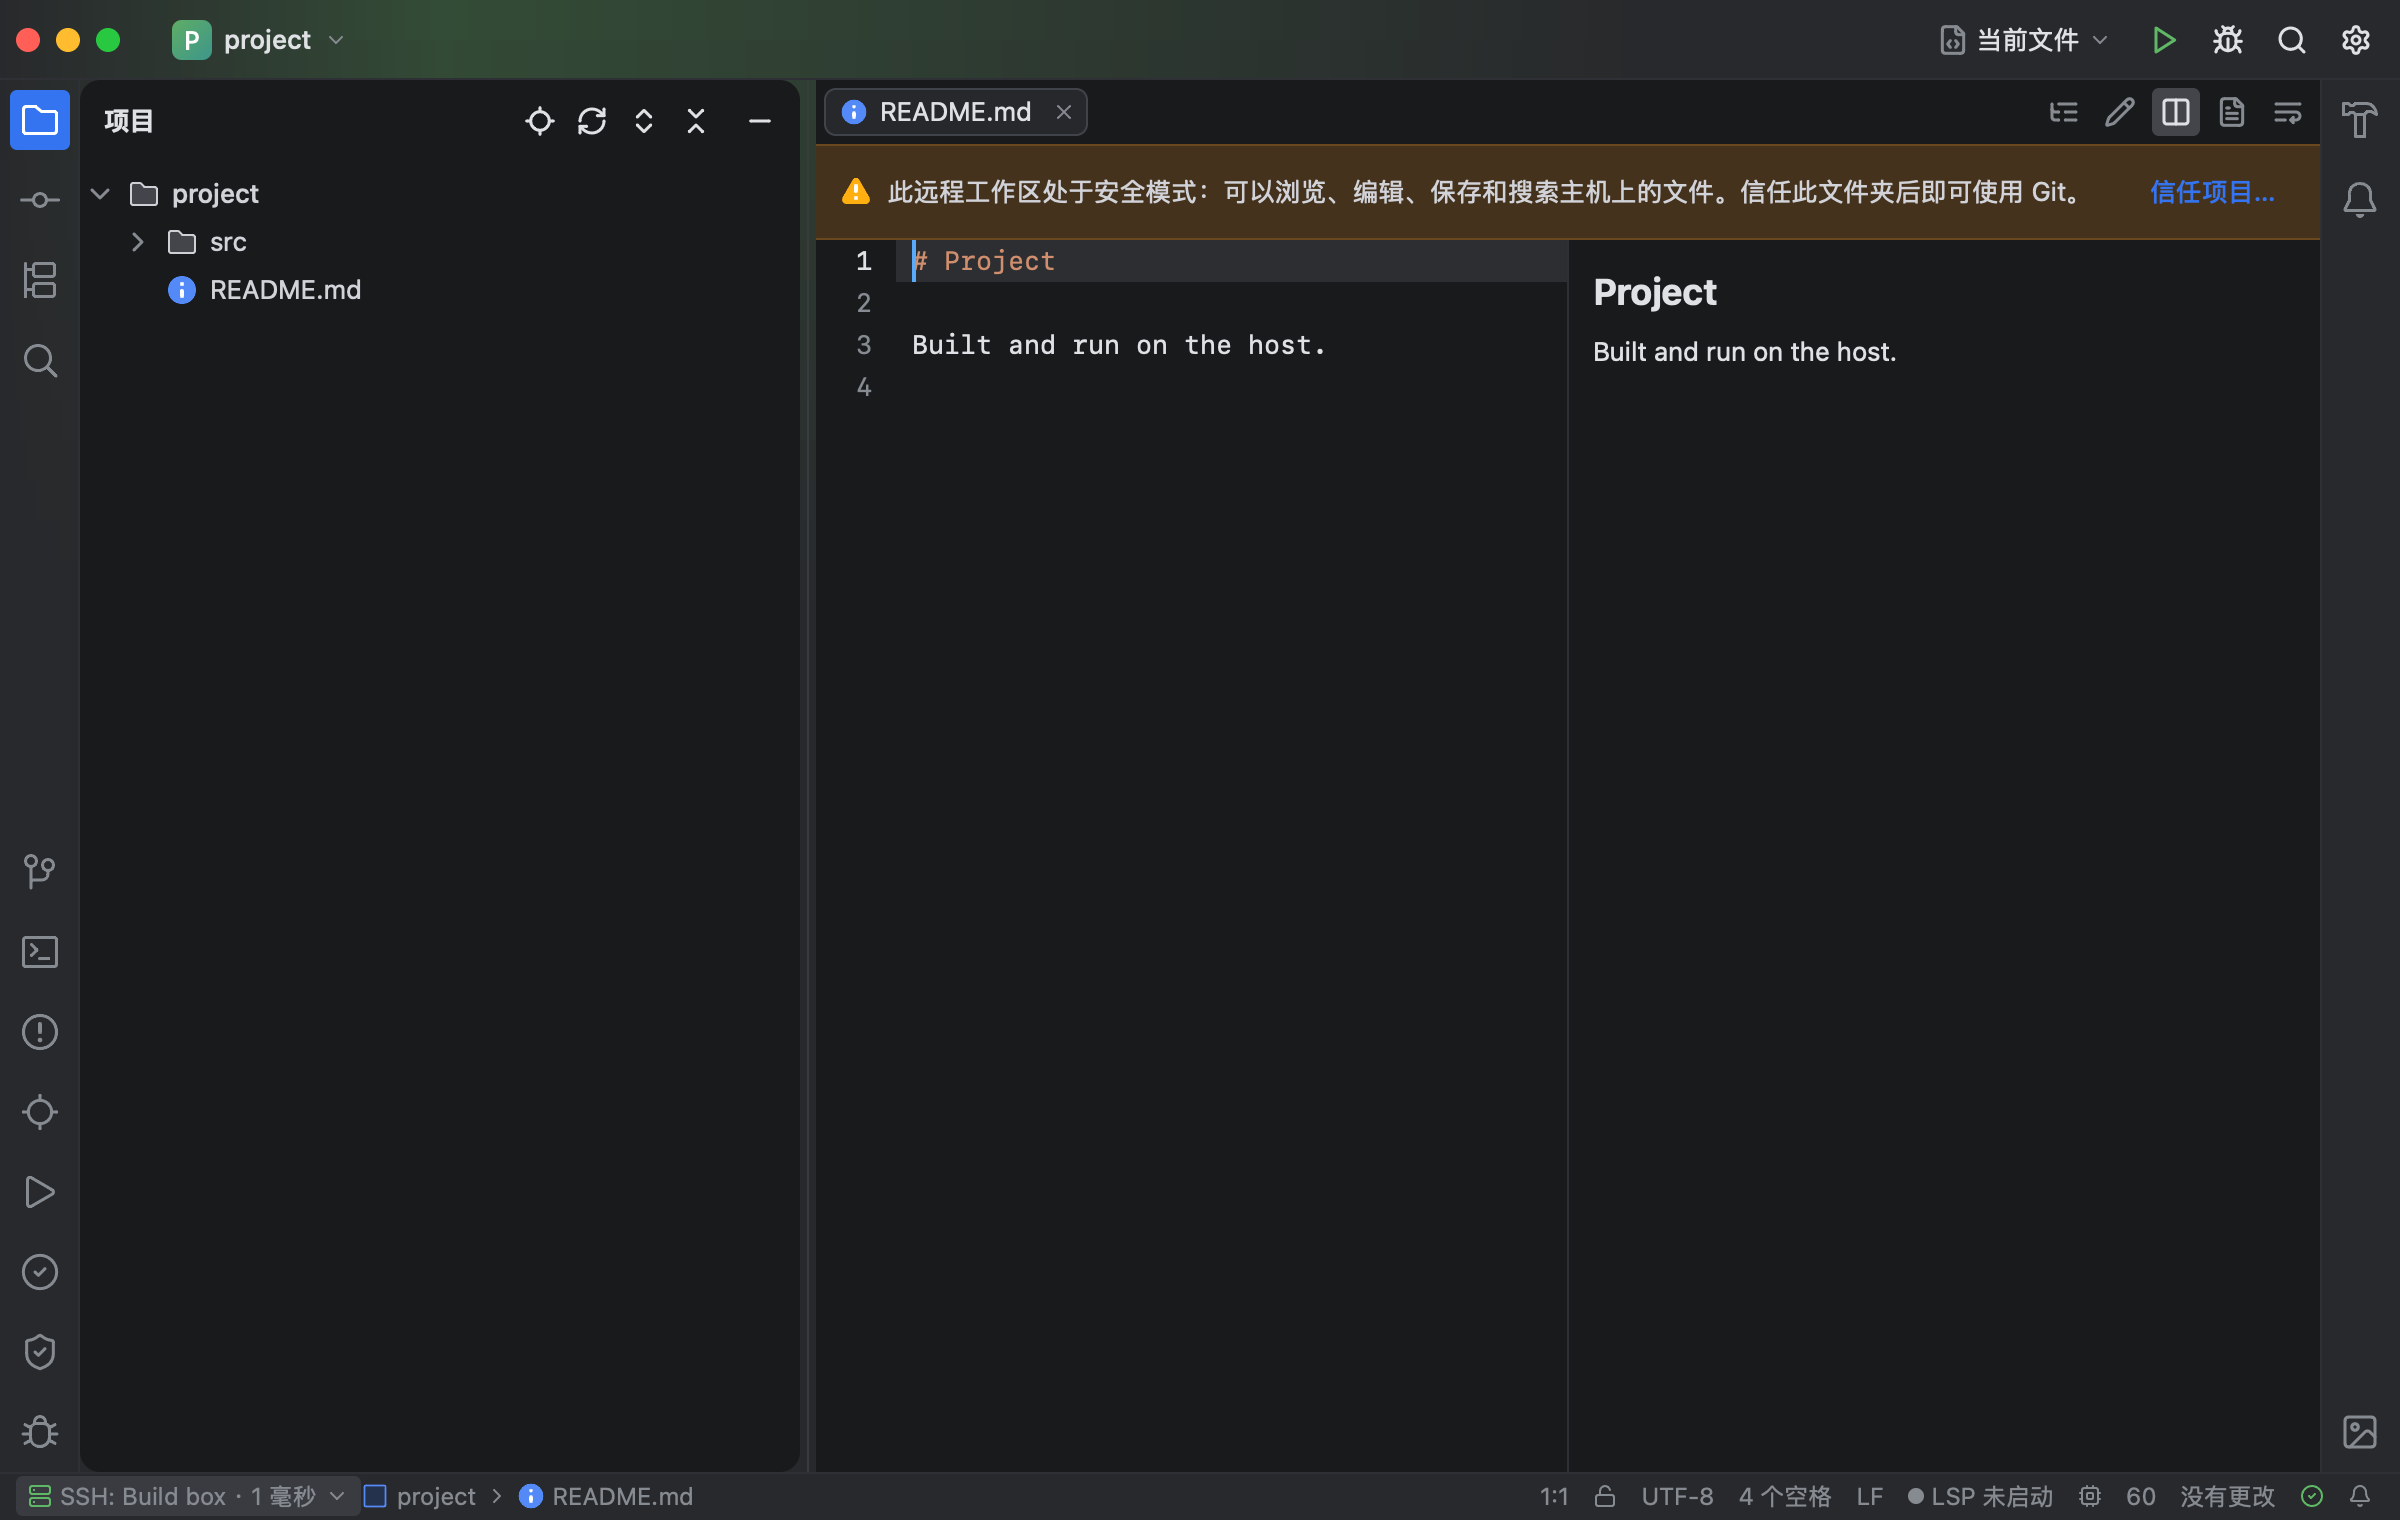 P project
当前文件
项目
project
src
README.md
README.md
此远程工作区处于安全模式：可以浏览、编辑、保存和搜索主机上的文件。信任此文件夹后即可使用 Git。
信任项目...
1 # Project
2
3 Built and run on the host.
4
Project
Built and run on the host.
SSH: Build box · 1 毫秒
project > README.md
1:1
UTF-8
4 个空格
LF
LSP 未启动
60
没有更改